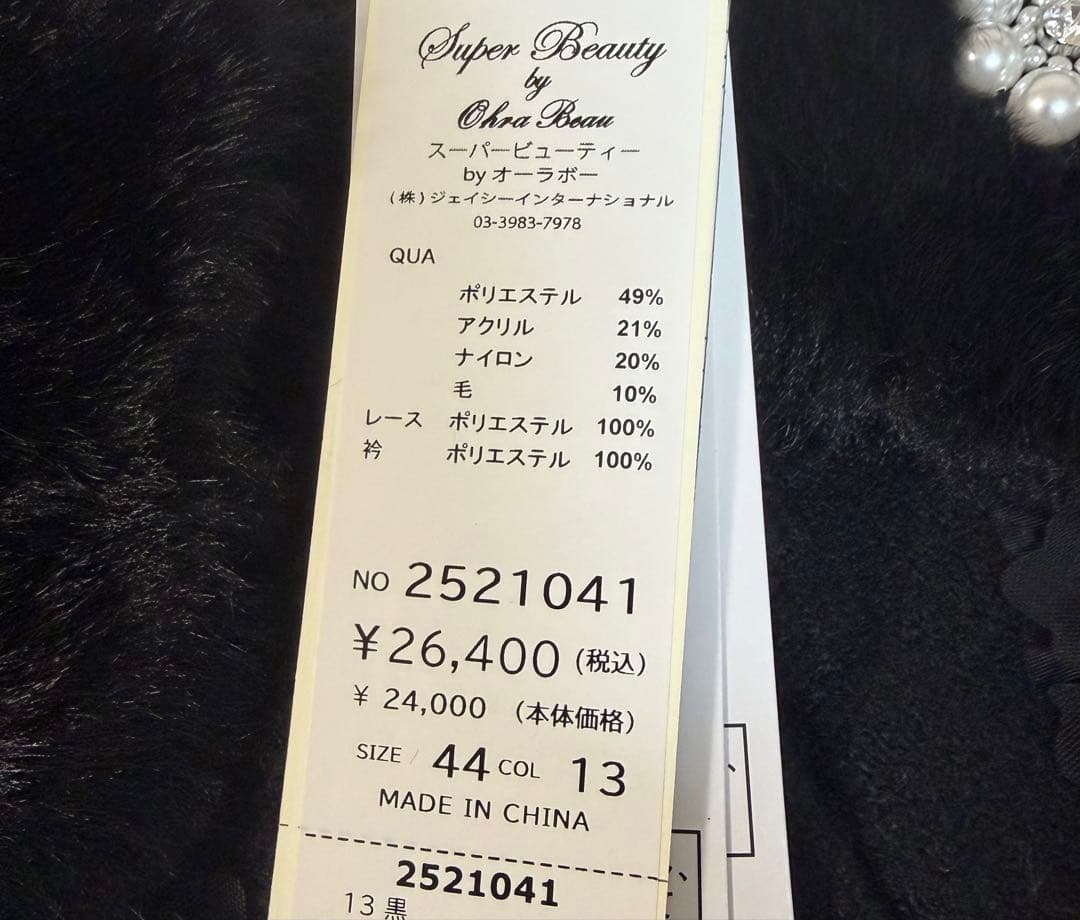 Super Beauty
by
Ohra Beau
スーパービューティー
by オーラボー
(株)ジェイシーインターナショナル
03-3983-7978
QUA
ポリエステル 49%
アクリル 21%
ナイロン 20%
毛 10%
レース ポリエステル 100%
衿 ポリエステル 100%
NO 2521041
¥26,400 (税込)
¥ 24,000 (本体価格)
SIZE / 44 COL 13
MADE IN CHINA
2521041
13 黒